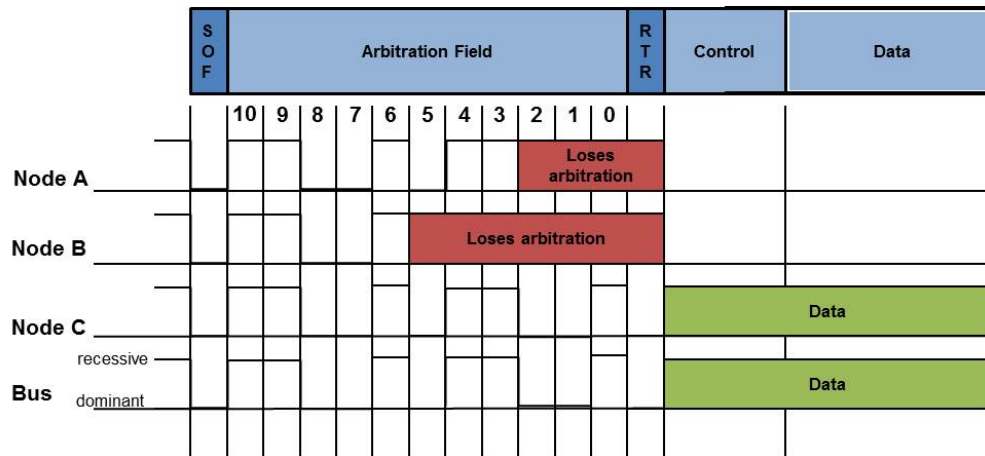 S
O
F
Arbitration Field
R
T
R
Control
Data
10 9 8 7 6 5 4 3 2 1 0
Node A
Loses
arbitration
Node B
Loses arbitration
Node C
Data
recessive
Bus
dominant
Data